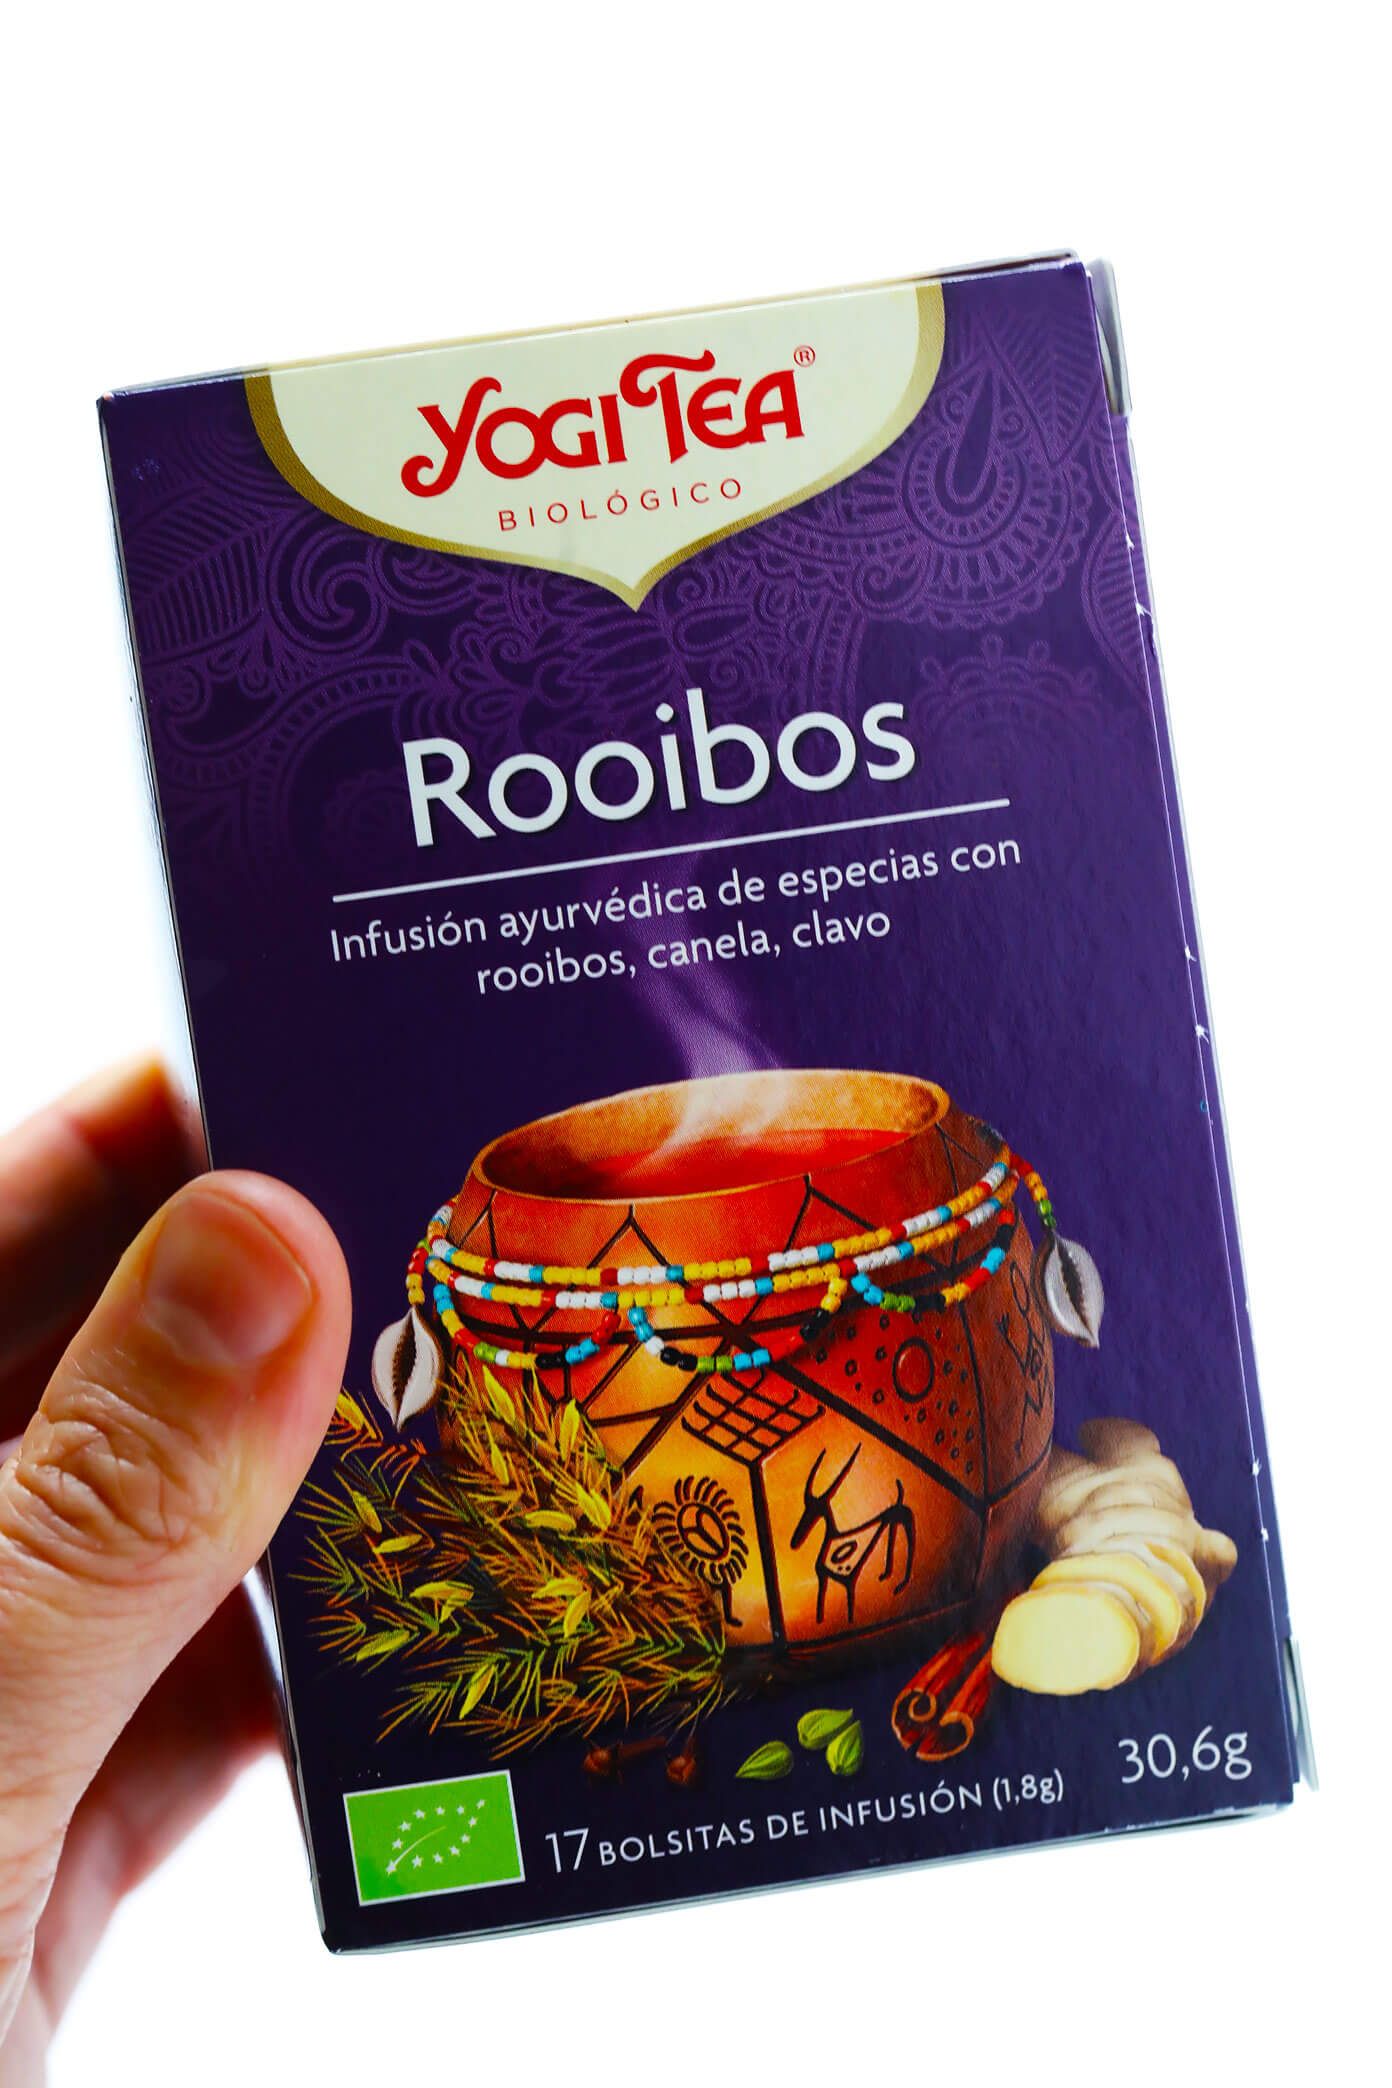 YOGI TEA®
BIOLÓGICO
Rooibos
Infusión ayurvédica de especias con
rooibos, canela, clavo
17 BOLSITAS DE INFUSIÓN (1,8g) 30,6g